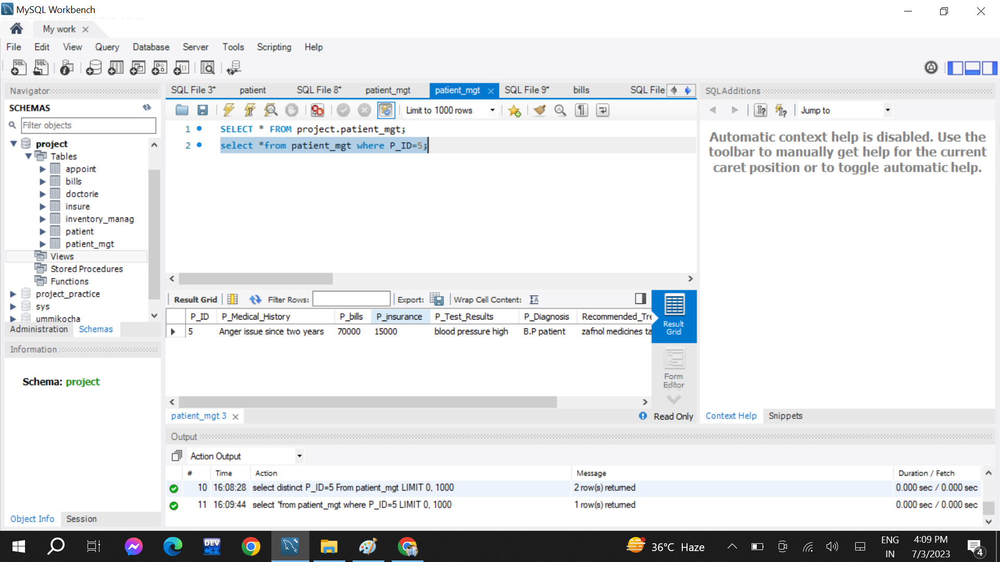 MySQL Workbench
My work
File Edit View Query Database Server Tools Scripting Help
Navigator
SCHEMAS
Filter objects
project
Tables
appoint
bills
doctorie
insure
inventory_manag
patient
patient_mgt
Views
Stored Procedures
Functions
project_practice
sys
ummikocha
Administration Schemas
Information
Schema: project
Object Info Session
SQL File 3* patient SQL File 8* patient_mgt patient_mgt SQL File 9* bills SQL File
Limit to 1000 rows
1 SELECT * FROM project.patient_mgt;
2 select *from patient_mgt where P_ID=5;
Result Grid Filter Rows: Export: Wrap Cell Content:
P_ID P_Medical_History P_bills P_insurance P_Test_Results P_Diagnosis Recommended_Tre
5 Anger issue since two years 70000 15000 blood pressure high B.P patient zafnol medicines ta
Result
Grid
Form
Editor
patient_mgt 3
Read Only
SQLAdditions
Jump to
Automatic context help is disabled. Use the
toolbar to manually get help for the current
caret position or to toggle automatic help.
Context Help Snippets
Output
Action Output
# Time Action Message Duration / Fetch
10 16:08:28 select distinct P_ID=5 From patient_mgt LIMIT 0, 1000 2 row(s) returned 0.000 sec / 0.000 sec
11 16:09:44 select *from patient_mgt where P_ID=5 LIMIT 0, 1000 1 row(s) returned 0.000 sec / 0.000 sec
DEV
C++
36°C Haze
ENG
IN
4:09 PM
7/3/2023
4